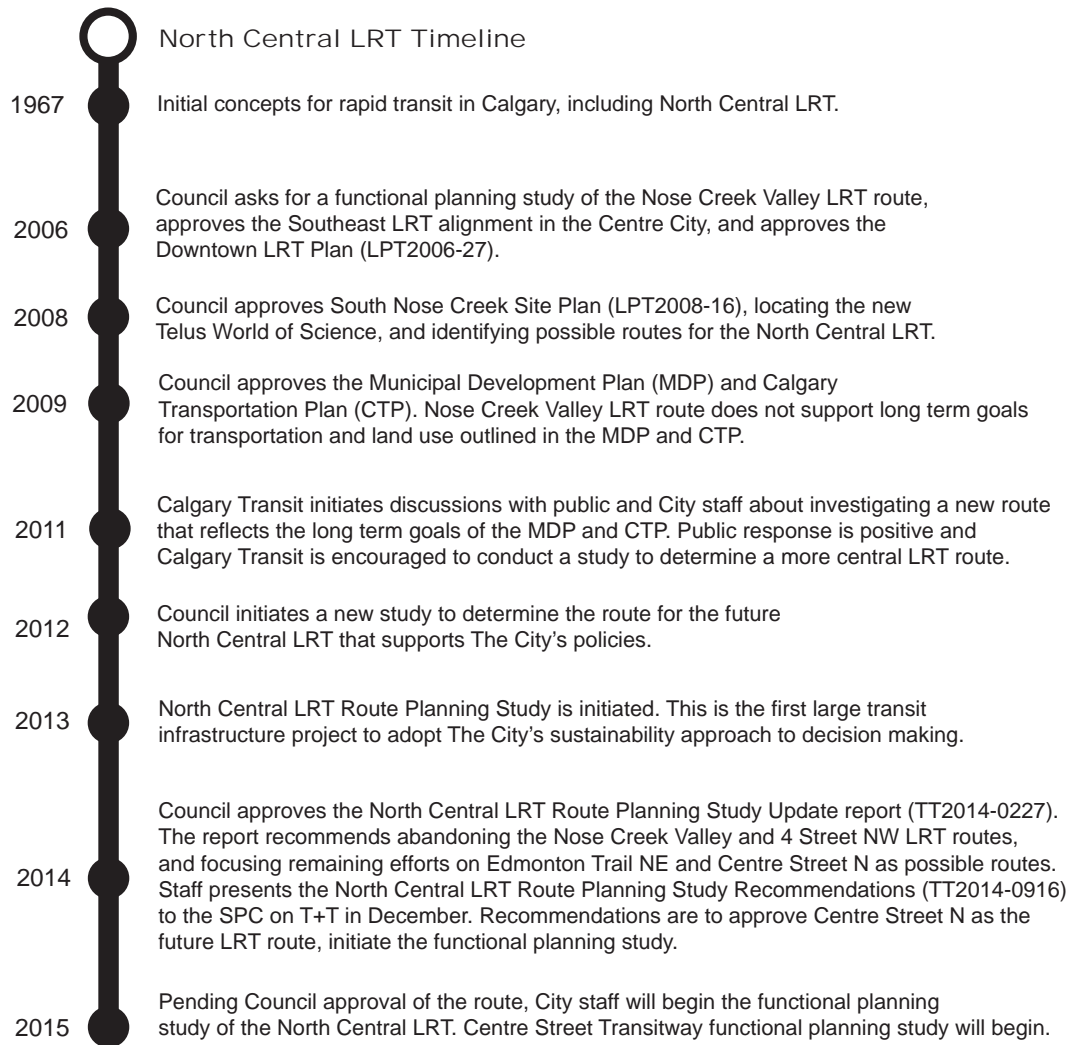 North Central LRT Timeline
1967
Initial concepts for rapid transit in Calgary, including North Central LRT.
2006
Council asks for a functional planning study of the Nose Creek Valley LRT route,
approves the Southeast LRT alignment in the Centre City, and approves the
Downtown LRT Plan (LPT2006-27).
2008
Council approves South Nose Creek Site Plan (LPT2008-16), locating the new
Telus World of Science, and identifying possible routes for the North Central LRT.
2009
Council approves the Municipal Development Plan (MDP) and Calgary
Transportation Plan (CTP). Nose Creek Valley LRT route does not support long term goals
for transportation and land use outlined in the MDP and CTP.
2011
Calgary Transit initiates discussions with public and City staff about investigating a new route
that reflects the long term goals of the MDP and CTP. Public response is positive and
Calgary Transit is encouraged to conduct a study to determine a more central LRT route.
2012
Council initiates a new study to determine the route for the future
North Central LRT that supports The City's policies.
2013
North Central LRT Route Planning Study is initiated. This is the first large transit
infrastructure project to adopt The City's sustainability approach to decision making.
2014
Council approves the North Central LRT Route Planning Study Update report (TT2014-0227).
The report recommends abandoning the Nose Creek Valley and 4 Street NW LRT routes,
and focusing remaining efforts on Edmonton Trail NE and Centre Street N as possible routes.
Staff presents the North Central LRT Route Planning Study Recommendations (TT2014-0916)
to the SPC on T+T in December. Recommendations are to approve Centre Street N as the
future LRT route, initiate the functional planning study.
2015
Pending Council approval of the route, City staff will begin the functional planning
study of the North Central LRT. Centre Street Transitway functional planning study will begin.